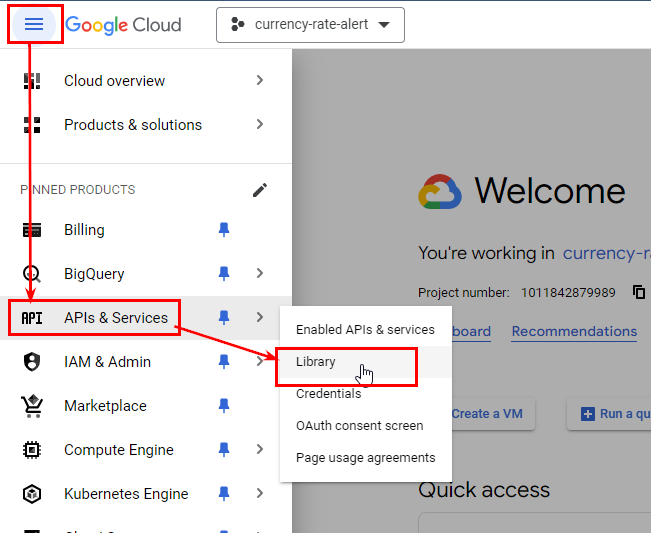 Google Cloud
currency-rate-alert
Cloud overview
Products & solutions
PINNED PRODUCTS
Billing
BigQuery
API APIs & Services
IAM & Admin
Marketplace
Compute Engine
Kubernetes Engine
Enabled APIs & services
Library
Credentials
OAuth consent screen
Page usage agreements
Welcome
You're working in currency-ra
Project number: 1011842879989
board Recommendations
Create a VM Run a qu
Quick access